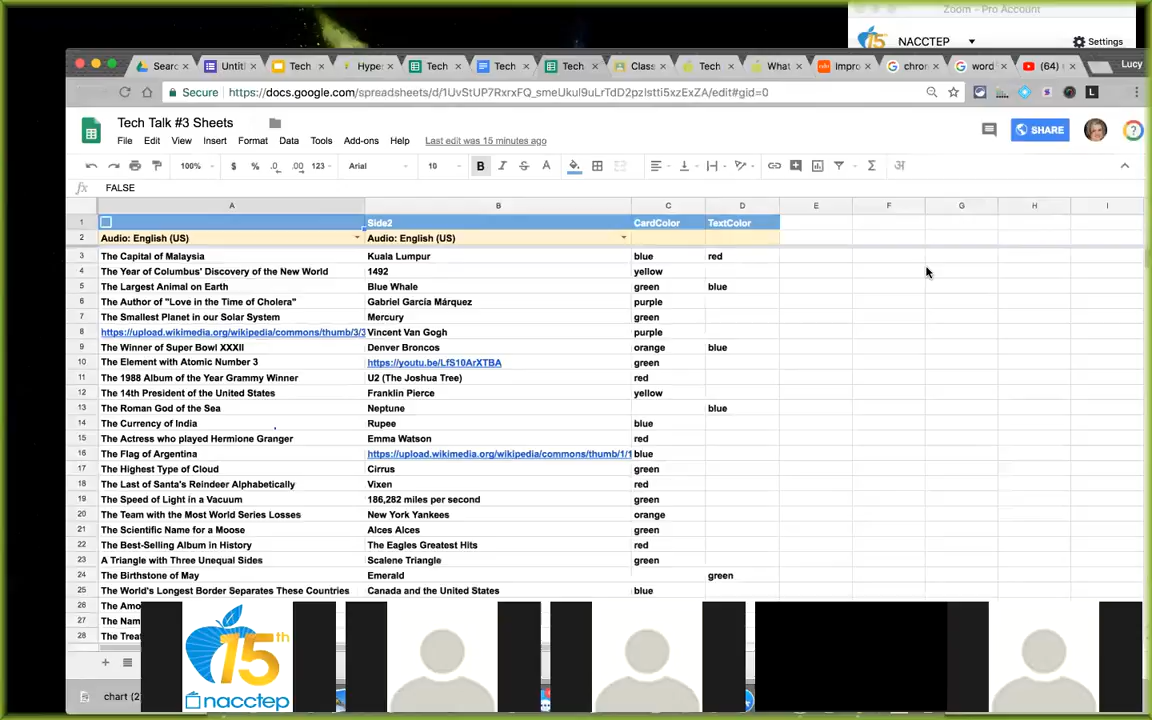 Zoom - Pro Account
NACCTEP Settings
Searc Untitl Tech Hype Tech Tech Tech Class Tech What Impro chron word (64) Lucy
Secure https://docs.google.com/spreadsheets/d/1UvStUP7RxrxFQ_smeUkul9uLrTdD2pzIstti5xzExZA/edit#gid=0
Tech Talk #3 Sheets
File Edit View Insert Format Data Tools Add-ons Help Last edit was 15 minutes ago
SHARE
100% $ % .0 .00 123 Arial 10 B I S A Σ
fx FALSE
A B C D E F G H I
1 Side2 CardColor TextColor
2 Audio: English (US) Audio: English (US)
3 The Capital of Malaysia Kuala Lumpur blue red
4 The Year of Columbus' Discovery of the New World 1492 yellow
5 The Largest Animal on Earth Blue Whale green blue
6 The Author of "Love in the Time of Cholera" Gabriel García Márquez purple
7 The Smallest Planet in our Solar System Mercury green
8 https://upload.wikimedia.org/wikipedia/commons/thumb/3/3 Vincent Van Gogh purple
9 The Winner of Super Bowl XXXII Denver Broncos orange blue
10 The Element with Atomic Number 3 https://youtu.be/LfS10ArXTBA green
11 The 1988 Album of the Year Grammy Winner U2 (The Joshua Tree) red
12 The 14th President of the United States Franklin Pierce yellow
13 The Roman God of the Sea Neptune blue
14 The Currency of India Rupee blue
15 The Actress who played Hermione Granger Emma Watson red
16 The Flag of Argentina https://upload.wikimedia.org/wikipedia/commons/thumb/1/1 blue
17 The Highest Type of Cloud Cirrus green
18 The Last of Santa's Reindeer Alphabetically Vixen red
19 The Speed of Light in a Vacuum 186,282 miles per second green
20 The Team with the Most World Series Losses New York Yankees orange
21 The Scientific Name for a Moose Alces Alces green
22 The Best-Selling Album in History The Eagles Greatest Hits red
23 A Triangle with Three Unequal Sides Scalene Triangle green
24 The Birthstone of May Emerald green
25 The World's Longest Border Separates These Countries Canada and the United States blue
26 The Amo
27 The Nam
28 The Trea
15th
nacctep
chart (2